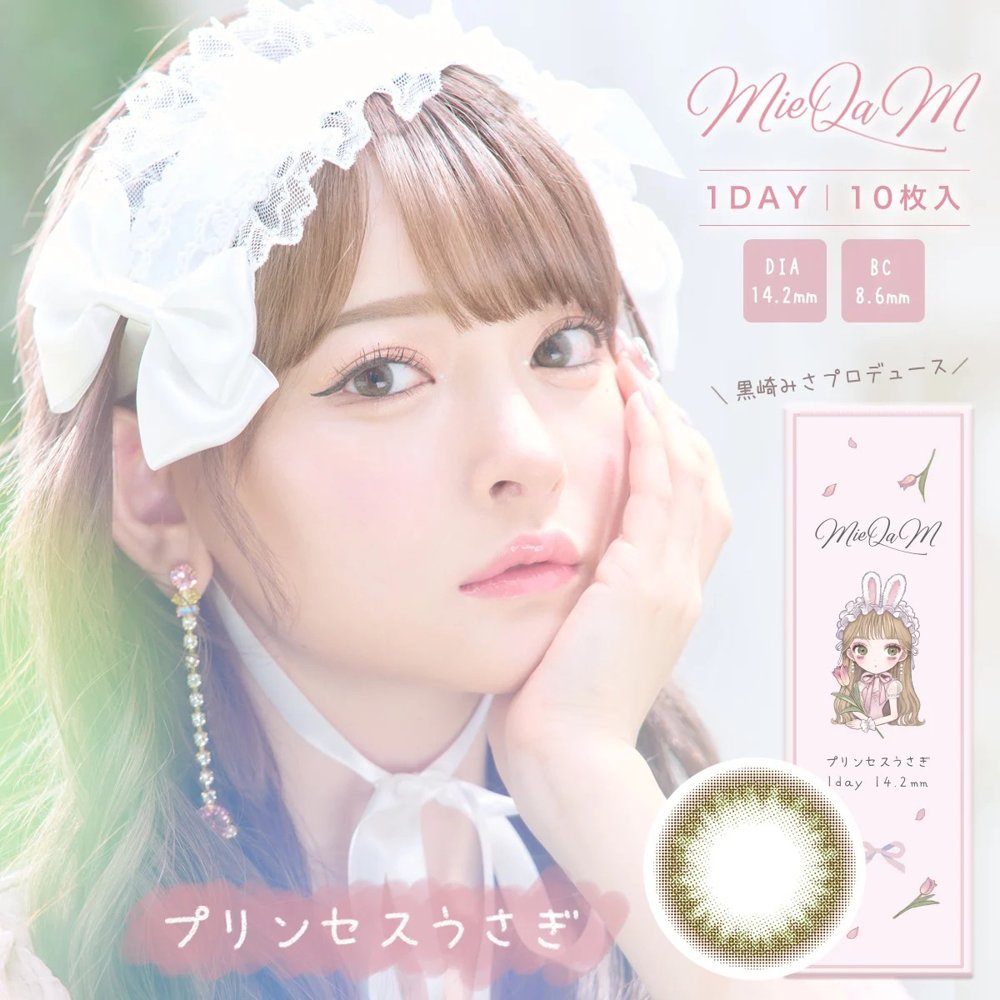 MieQaM
1DAY | 10枚入
DIA
14.2mm
BC
8.6mm
\ 黒崎みさプロデュース /
MieQaM
プリンセスうさぎ
1day 14.2mm
プリンセスうさぎ